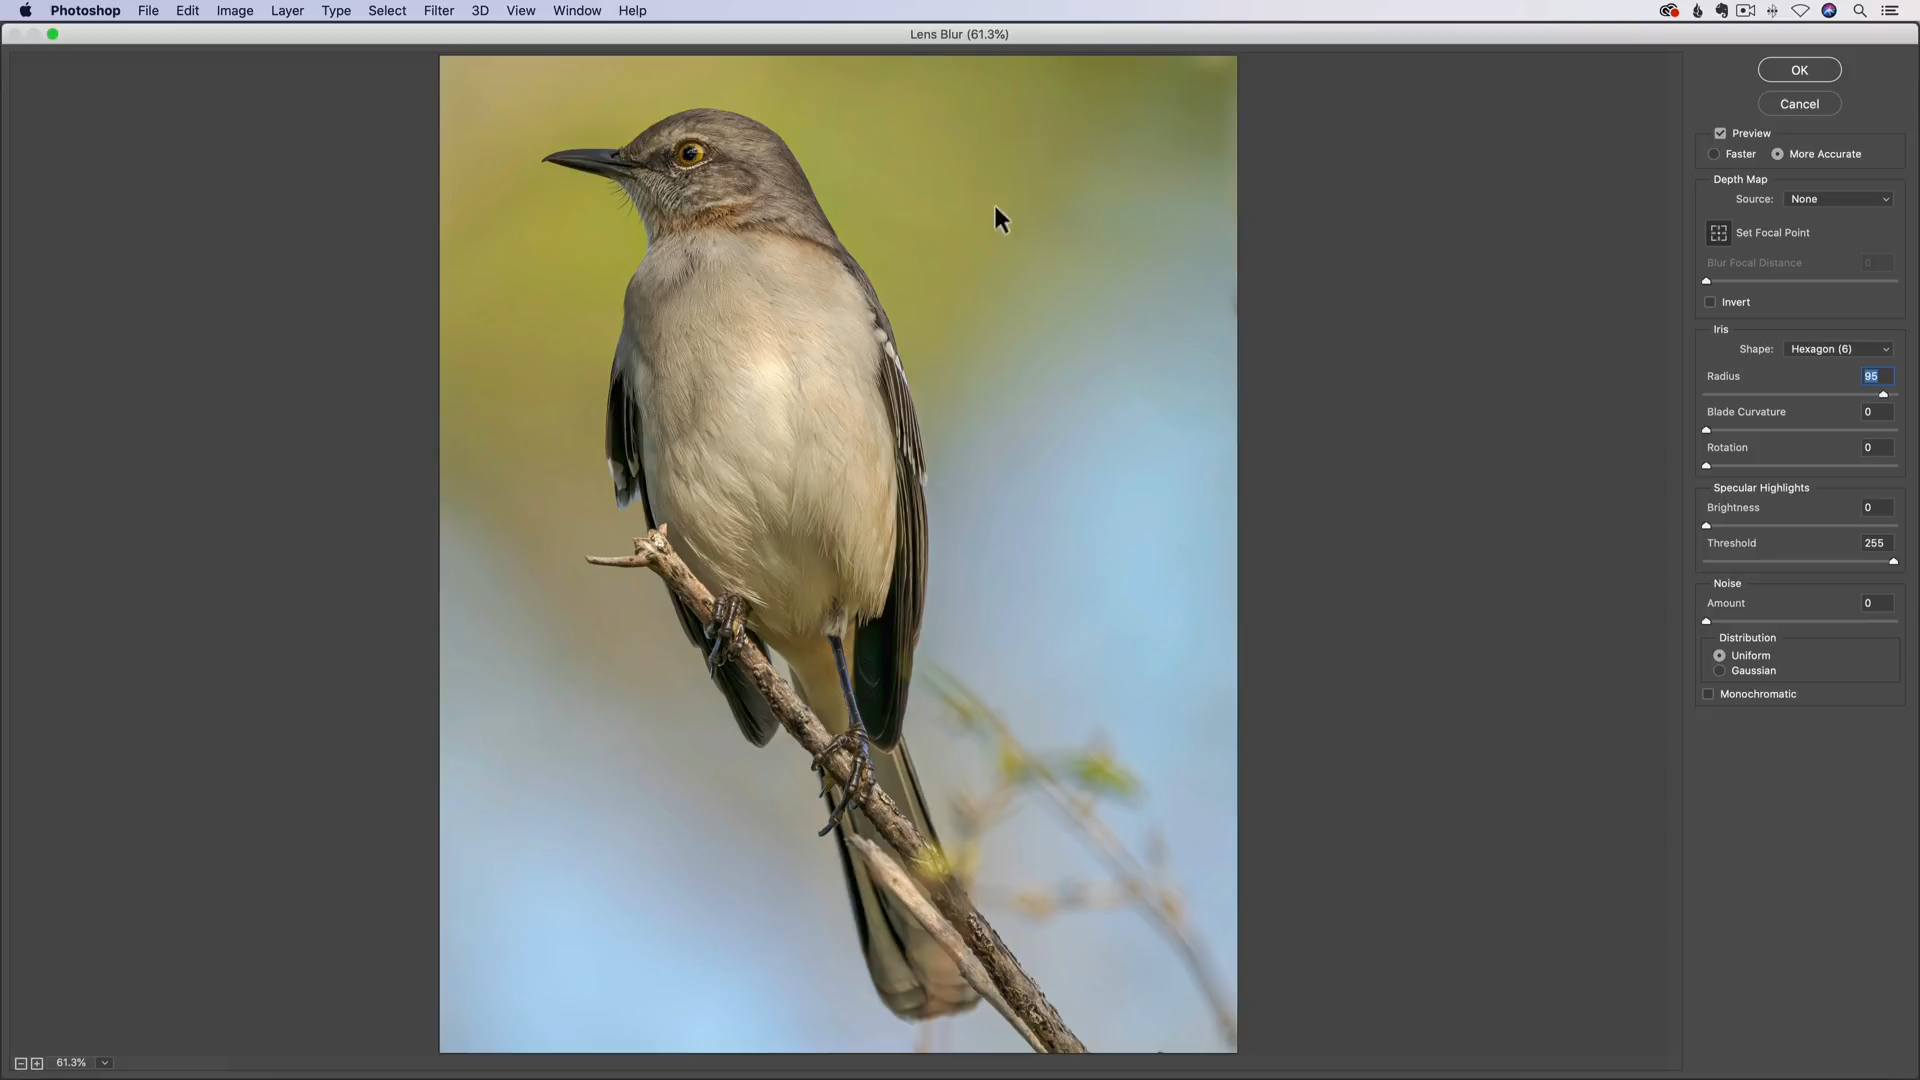 Photoshop File Edit Image Layer Type Select Filter 3D View Window Help
Lens Blur (61.3%)
OK
Cancel
Preview
Faster More Accurate
Depth Map
Source: None
Set Focal Point
Blur Focal Distance 0
Invert
Iris
Shape: Hexagon (6)
Radius 95
Blade Curvature 0
Rotation 0
Specular Highlights
Brightness 0
Threshold 255
Noise
Amount 0
Distribution
Uniform
Gaussian
Monochromatic
61.3%